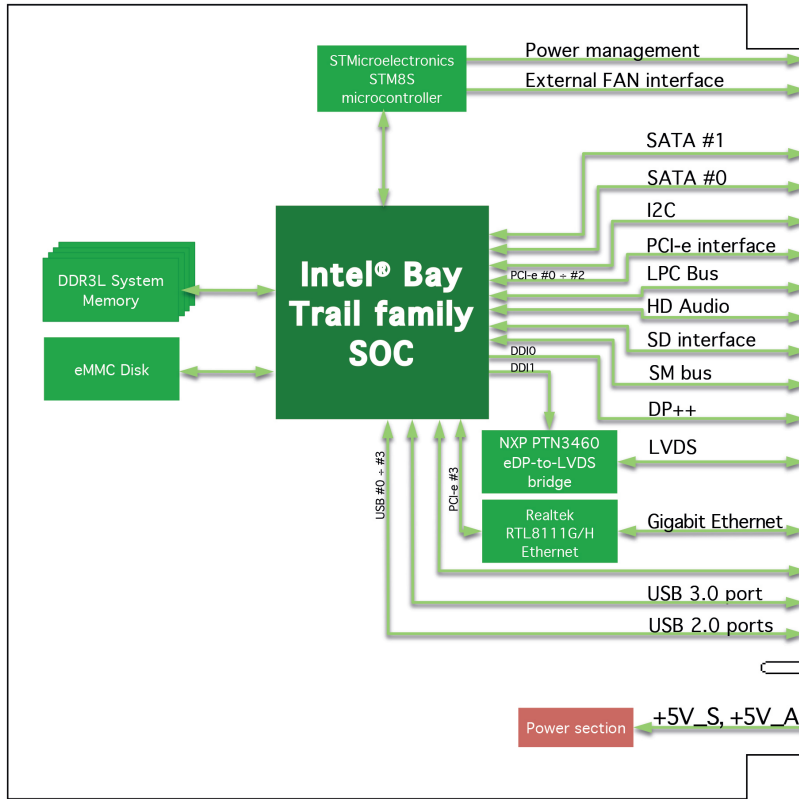 STMicroelectronics
STM8S
microcontroller
Power management
External FAN interface
SATA #1
SATA #0
I2C
PCI-e interface
PCI-e #0 ÷ #2
LPC Bus
HD Audio
SD interface
SM bus
DP++
DDI0
DDI1
Intel® Bay
Trail family
SOC
DDR3L System
Memory
eMMC Disk
NXP PTN3460
eDP-to-LVDS
bridge
LVDS
Realtek
RTL8111G/H
Ethernet
Gigabit Ethernet
USB #0 ÷ #3
PCI-e #3
USB 3.0 port
USB 2.0 ports
Power section
+5V_S, +5V_A